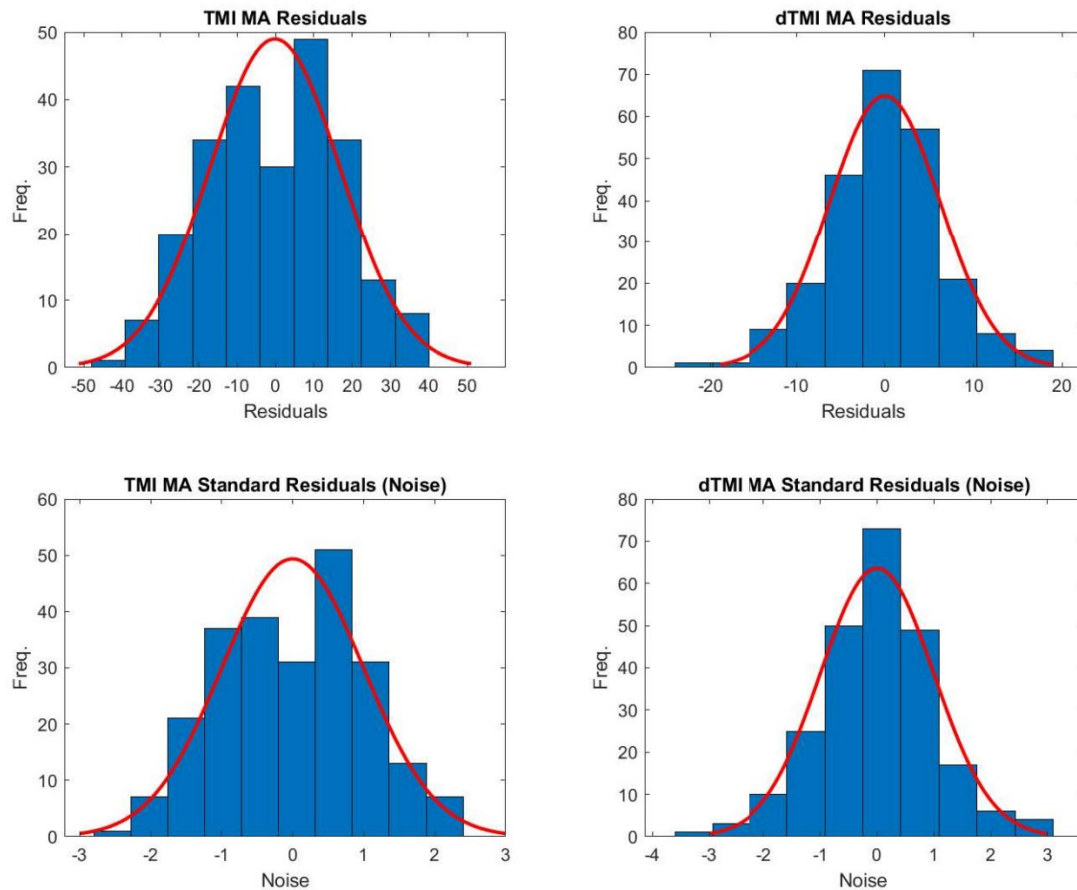 TMI MA Residuals
50
40
30
20
10
0
Freq.
-50 -40 -30 -20 -10 0 10 20 30 40 50
Residuals
dTMI MA Residuals
80
70
60
50
40
30
20
10
0
Freq.
-20 -10 0 10 20
Residuals
TMI MA Standard Residuals (Noise)
60
50
40
30
20
10
0
Freq.
-3 -2 -1 0 1 2 3
Noise
dTMI MA Standard Residuals (Noise)
80
70
60
50
40
30
20
10
0
Freq.
-4 -3 -2 -1 0 1 2 3
Noise